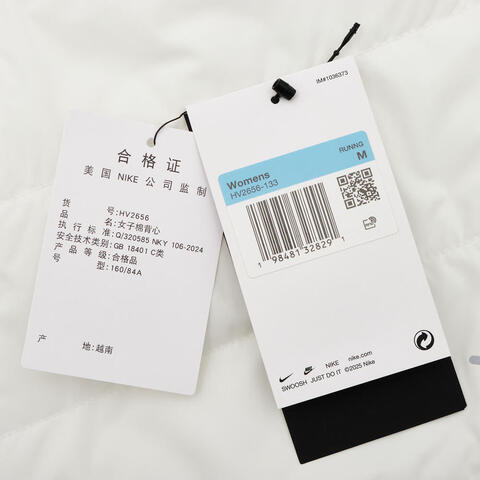 合格证
美国 NIKE 公司监制
货号:HV2656
品名:女子棉背心
执行标准:Q/320585 NKY 106-2024
安全技术类别:GB 18401 C类
产品等级:合格品
号型:160/84A
产地:越南
IM#1036373
RUNNG
Womens M
HV2656-133
1 98481 32829
NIKE nike.com
SWOOSH JUST DO IT ©2025 Nike